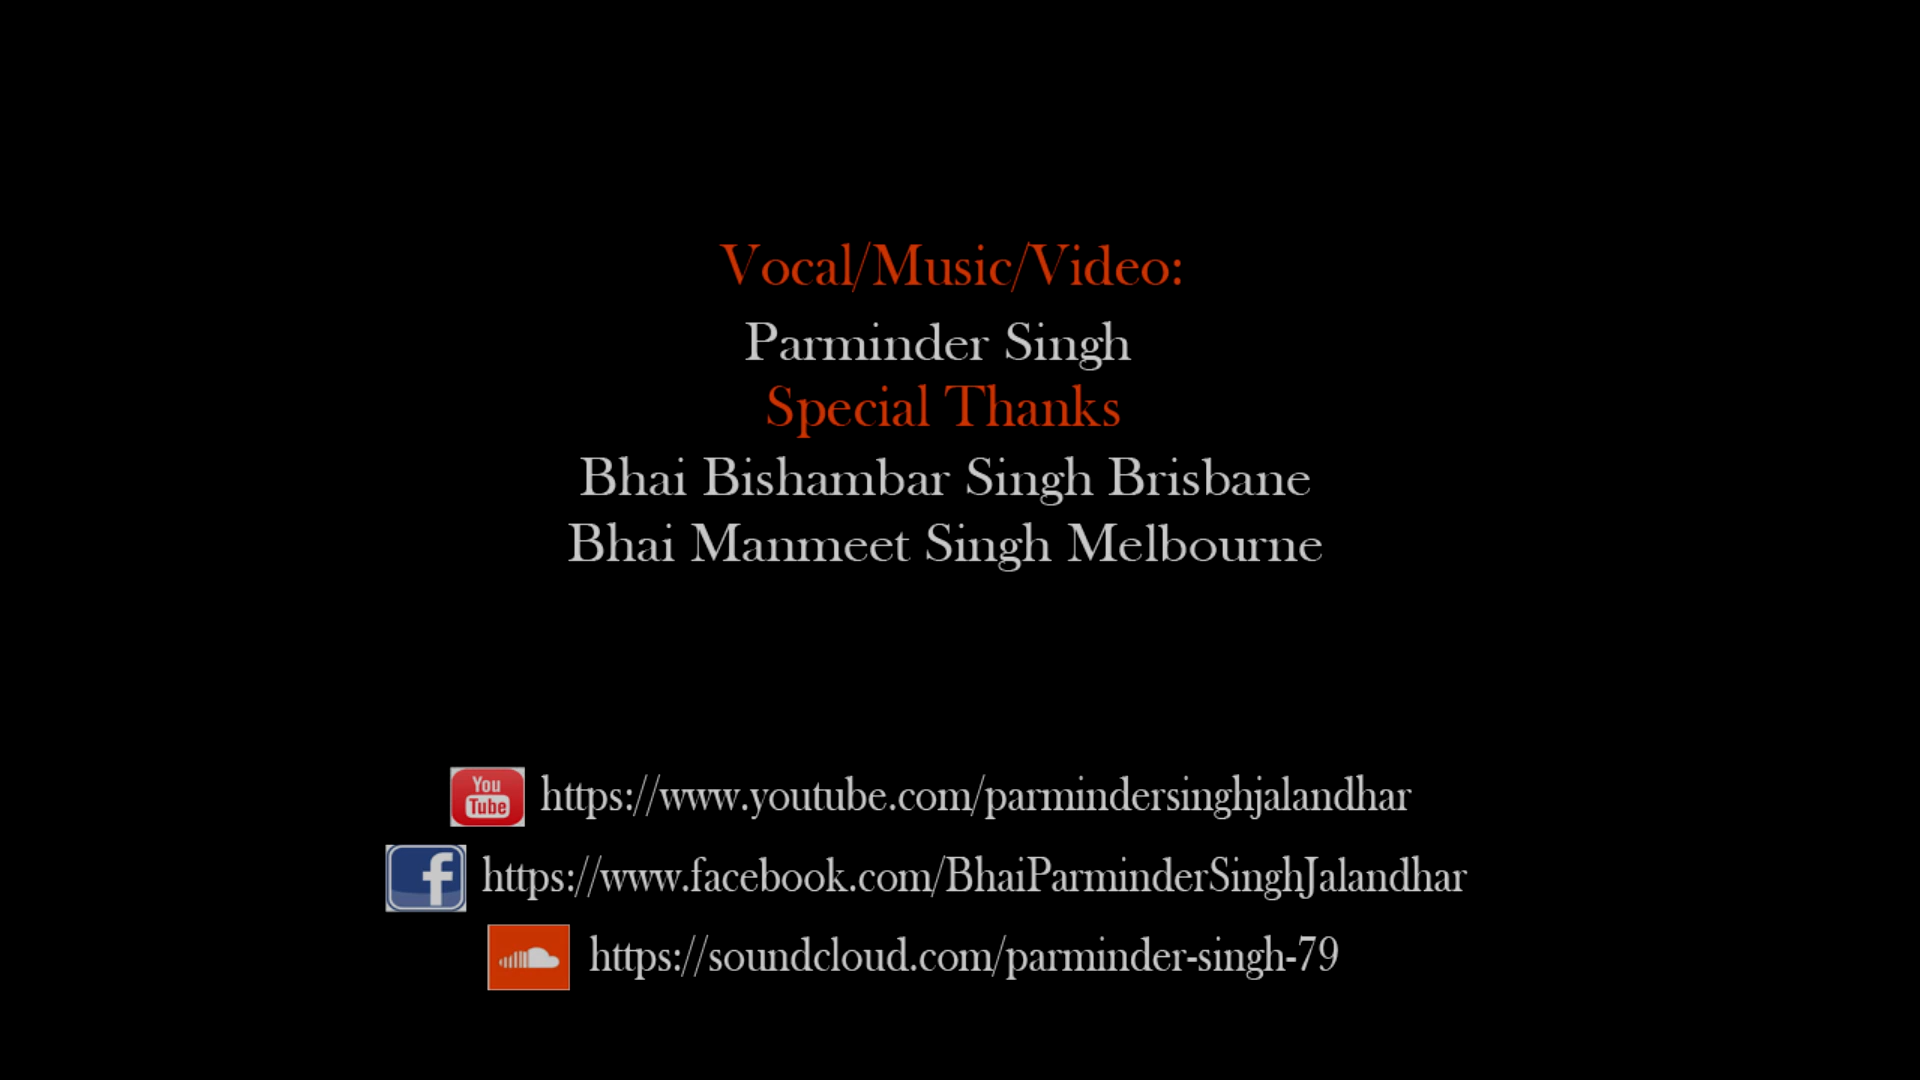 Vocal/Music/Video:
Parminder Singh
Special Thanks
Bhai Bishambar Singh Brisbane
Bhai Manmeet Singh Melbourne
You Tube https://www.youtube.com/parmindersinghjalandhar
f https://www.facebook.com/BhaiParminderSinghJalandhar
https://soundcloud.com/parminder-singh-79